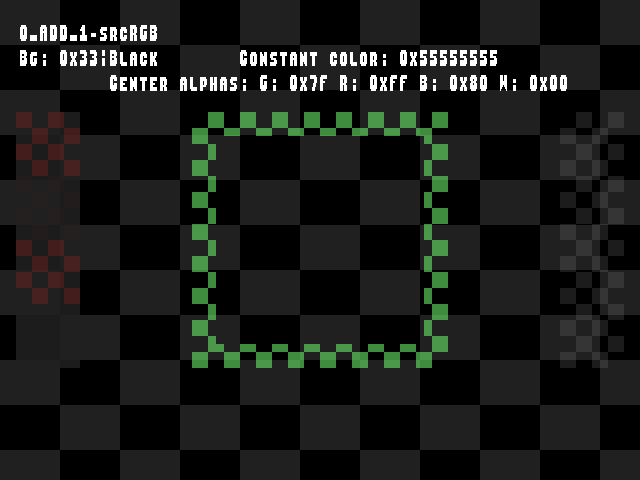 0_ADD_1-srcRGB
Bg: 0x33¦Black Constant color: 0x55555555
Center alphas: G: 0x7f R: 0xff B: 0x80 W: 0x00